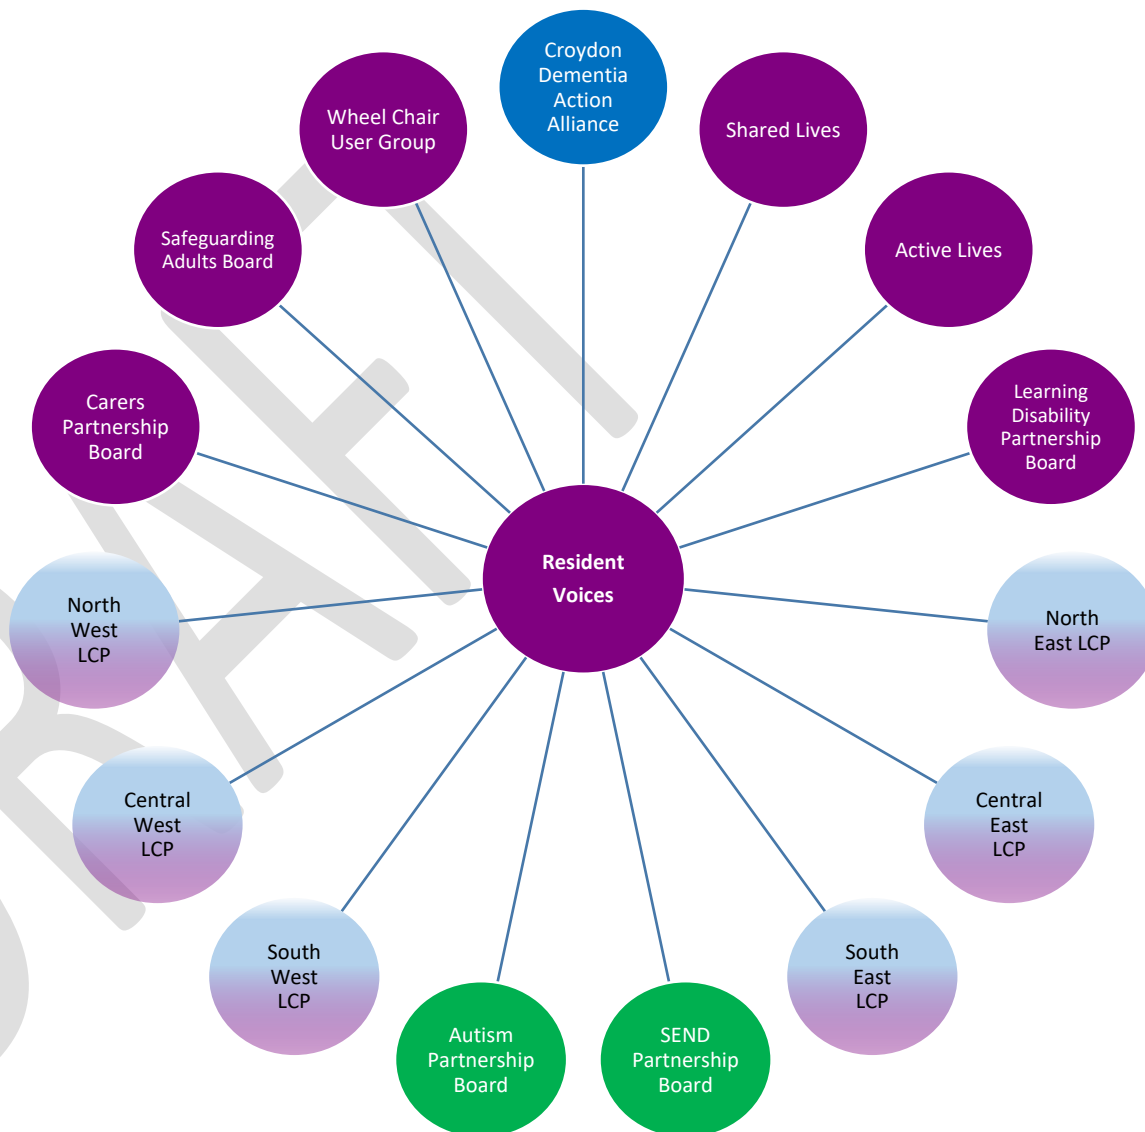 Croydon
Dementia
Action
Alliance
Wheel Chair
User Group
Shared Lives
Safeguarding
Adults Board
Active Lives
Carers
Partnership
Board
Learning
Disability
Partnership
Board
Resident
Voices
North
West
LCP
North
East LCP
Central
West
LCP
Central
East
LCP
South
West
LCP
South
East
LCP
Autism
Partnership
Board
SEND
Partnership
Board
DRAFT